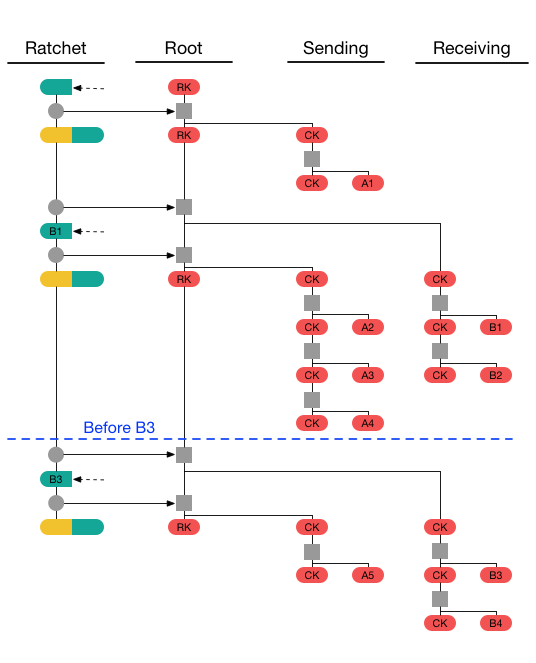 Ratchet Root Sending Receiving
RK
RK CK
CK A1
B1
RK CK CK
CK A2 CK B1
CK A3 CK B2
CK A4
Before B3
B3
RK CK CK
CK A5 CK B3
CK B4